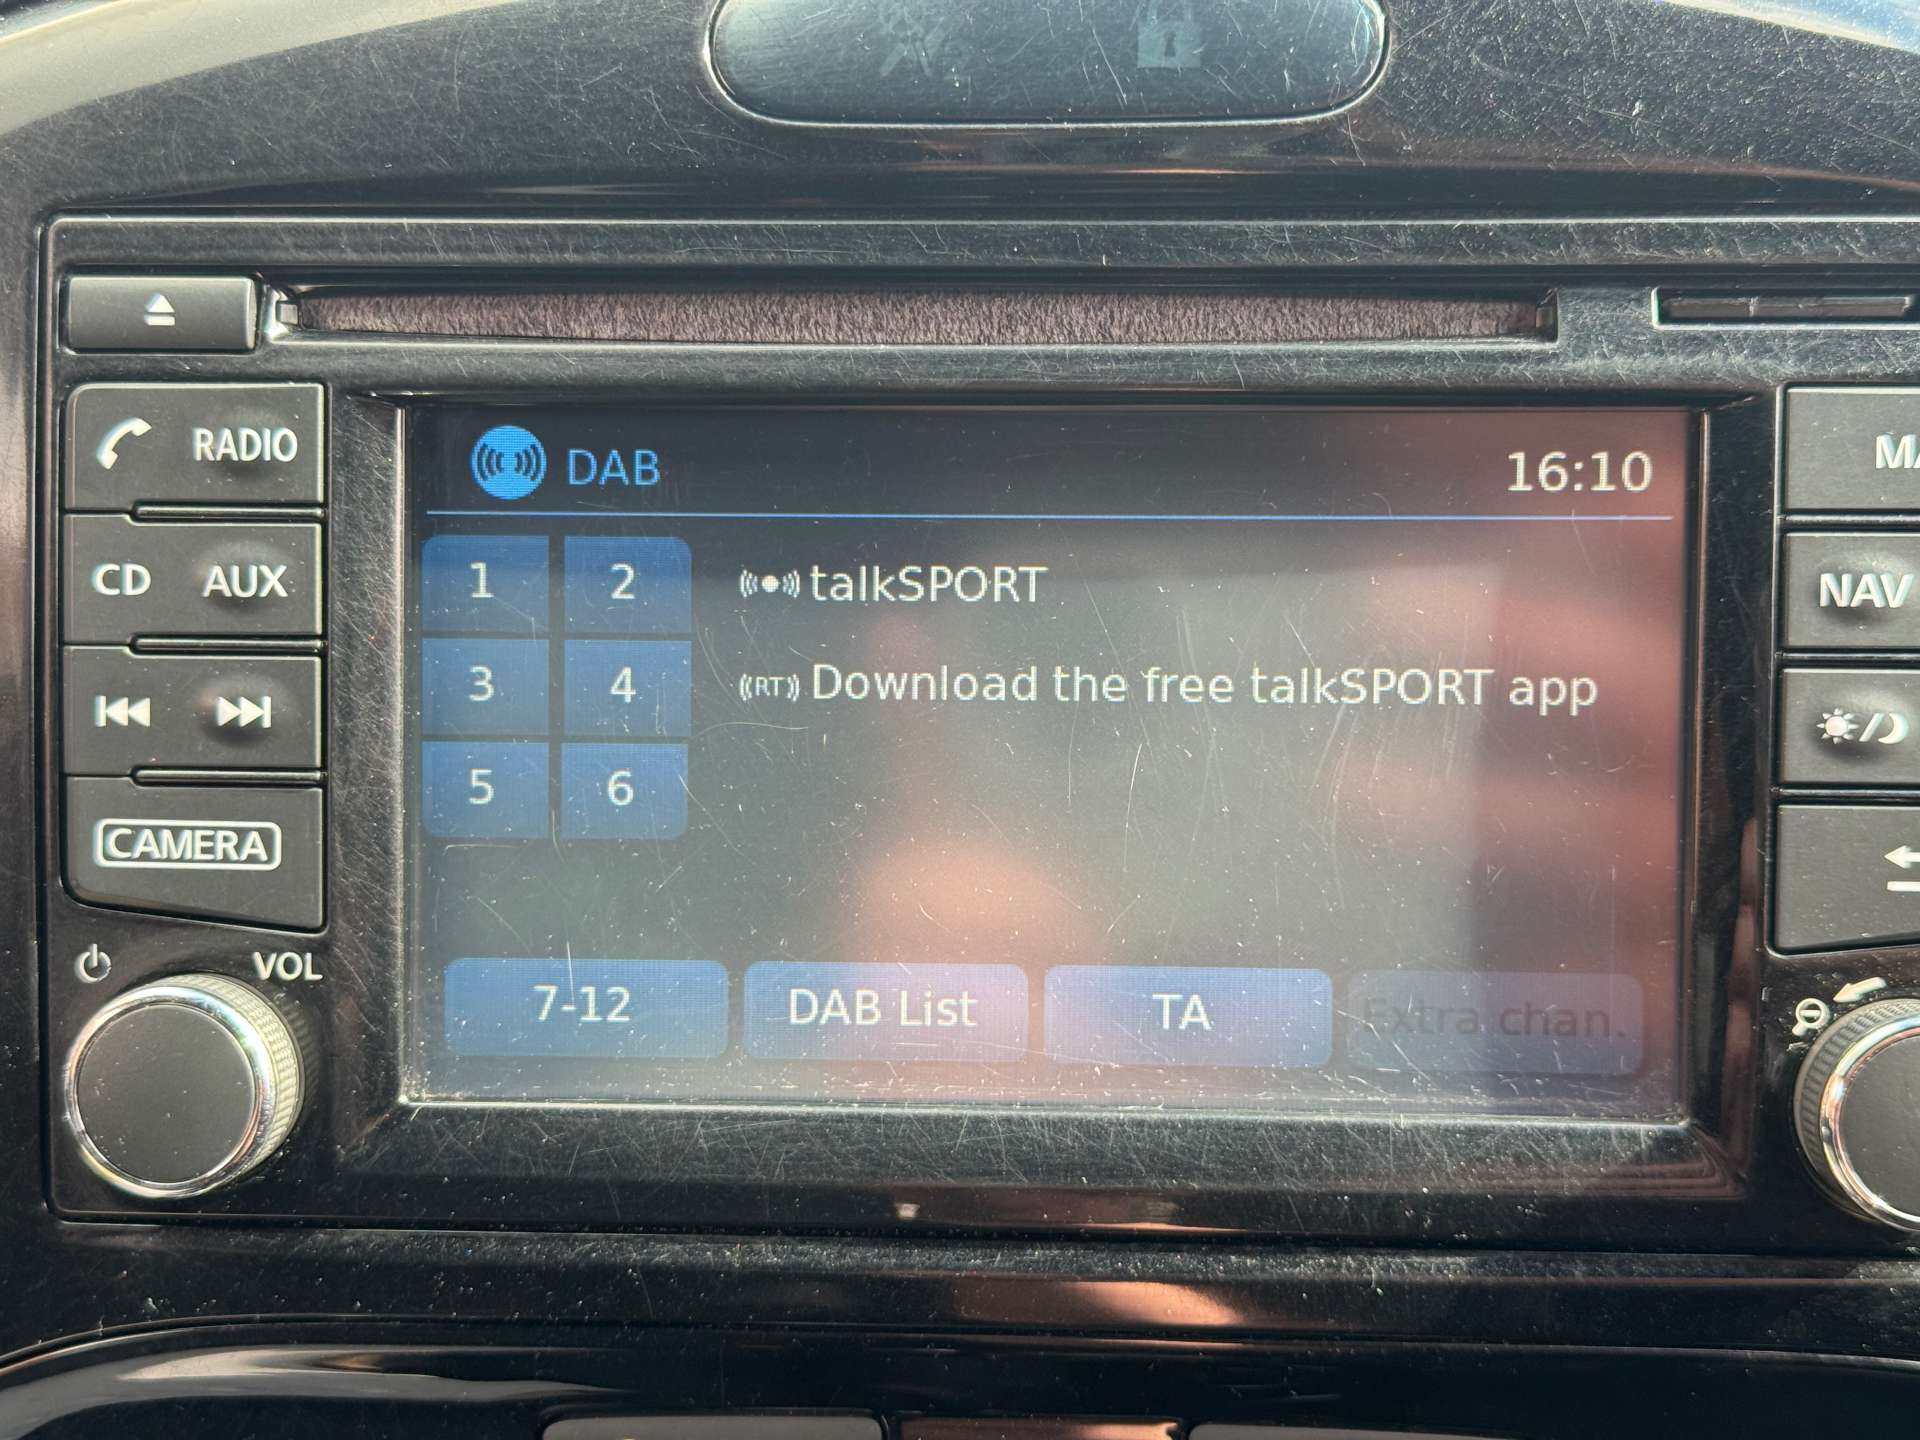 RADIO
CD AUX
CAMERA
VOL
DAB
16:10
1 2
talkSPORT
3 4
RT Download the free talkSPORT app
5 6
7-12
DAB List
TA
Extra chan.
NAV